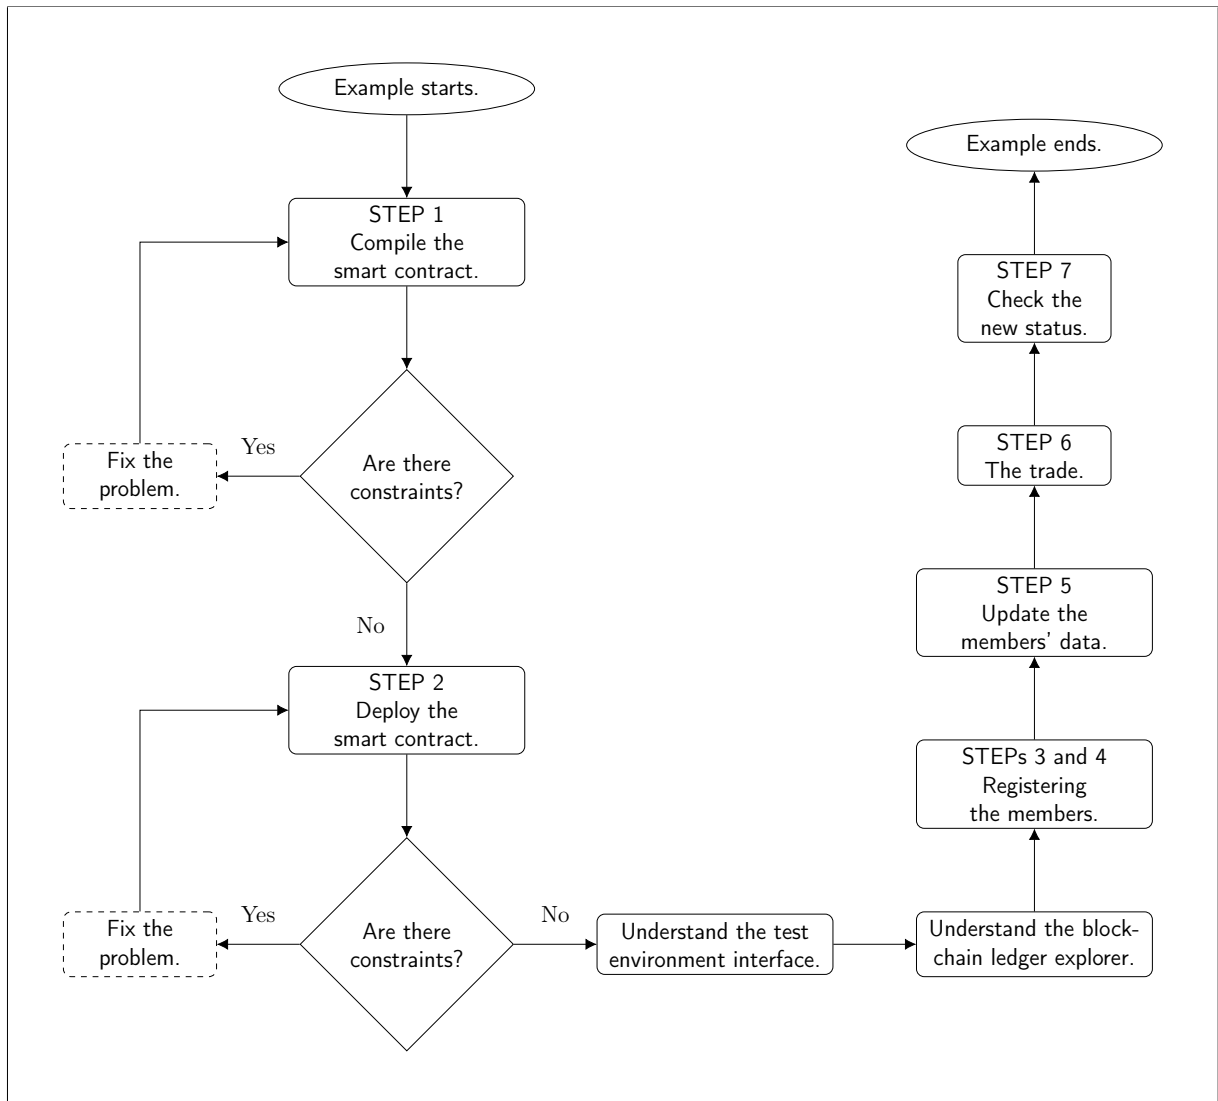 Example starts.
STEP 1
Compile the
smart contract.
Yes
Fix the
problem.
Are there
constraints?
No
STEP 2
Deploy the
smart contract.
Yes
Fix the
problem.
Are there
constraints?
No
Understand the test
environment interface.
Understand the block-
chain ledger explorer.
STEPs 3 and 4
Registering
the members.
STEP 5
Update the
members' data.
STEP 6
The trade.
STEP 7
Check the
new status.
Example ends.